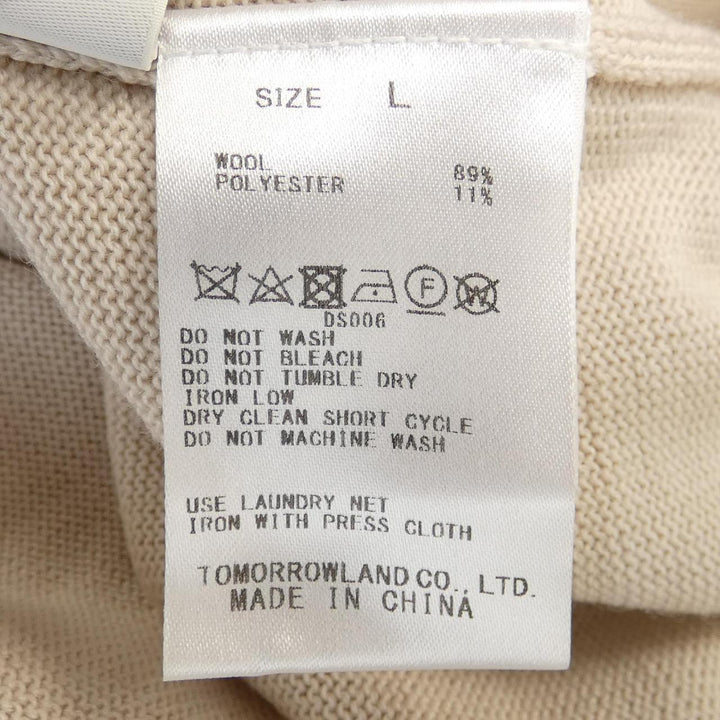 SIZE L
WOOL 89%
POLYESTER 11%
F W
DS006
DO NOT WASH
DO NOT BLEACH
DO NOT TUMBLE DRY
IRON LOW
DRY CLEAN SHORT CYCLE
DO NOT MACHINE WASH
USE LAUNDRY NET
IRON WITH PRESS CLOTH
TOMORROWLAND CO., LTD.
MADE IN CHINA